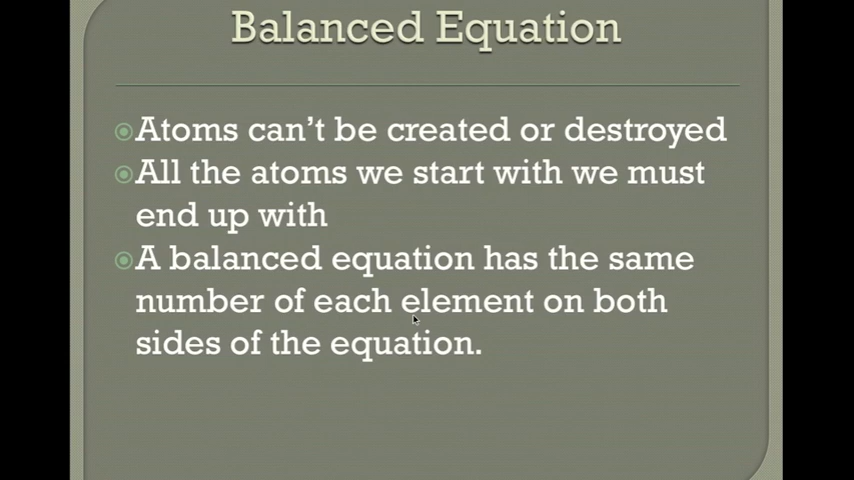 Balanced Equation
Atoms can't be created or destroyed
All the atoms we start with we must
end up with
A balanced equation has the same
number of each element on both
sides of the equation.